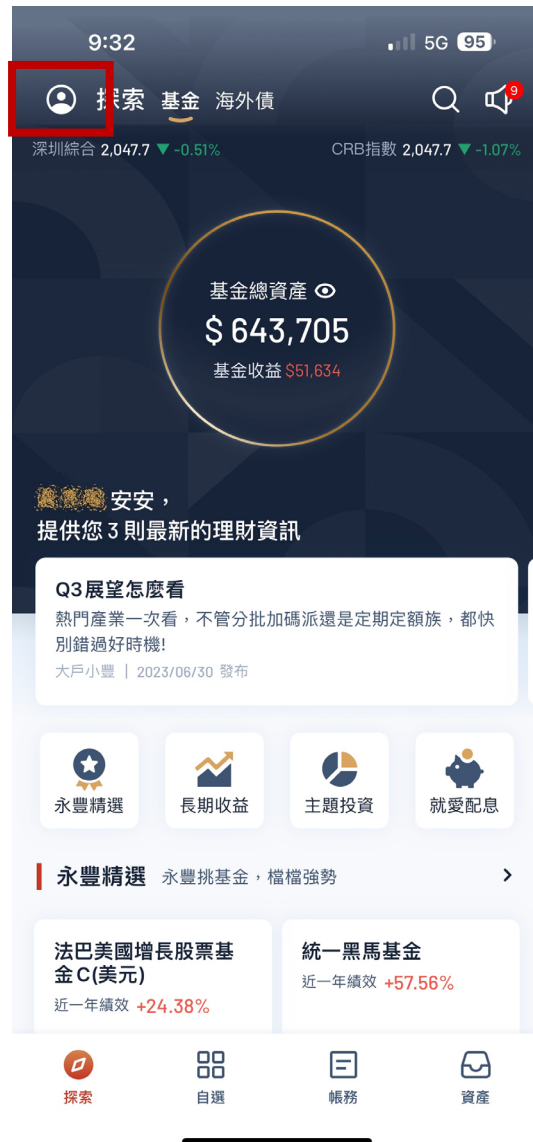 9:32 5G 95
探索 基金 海外債 9
深圳綜合 2,047.7 ▼ -0.51% CRB指數 2,047.7 ▼ -1.07%
基金總資產
$ 643,705
基金收益 $51,634
安安，
提供您 3 則最新的理財資訊
Q3展望怎麼看
熱門產業一次看，不管分批加碼派還是定期定額族，都快
別錯過好時機!
大戶小豐 | 2023/06/30 發布
永豐精選 長期收益 主題投資 就愛配息
永豐精選 永豐挑基金，檔檔強勢
法巴美國增長股票基
金C(美元)
近一年績效 +24.38%
統一黑馬基金
近一年績效 +57.56%
探索 自選 帳務 資產